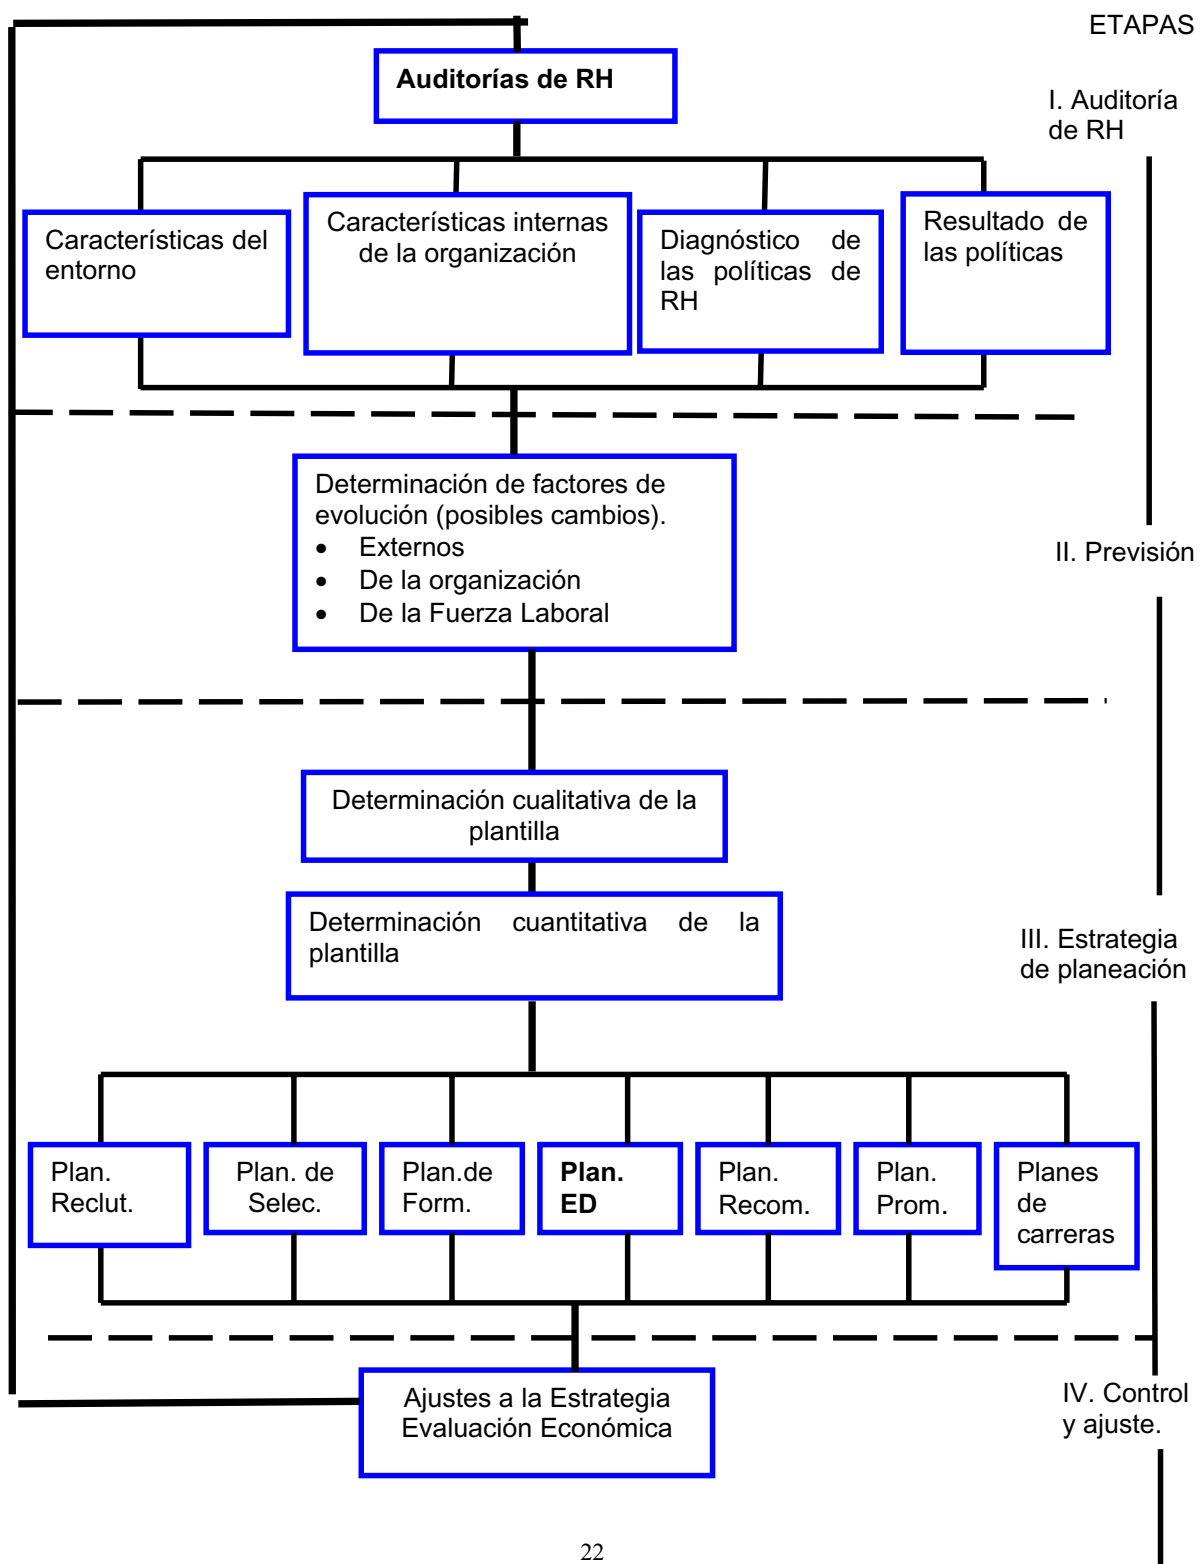 ETAPAS
Auditorías de RH
I. Auditoría
de RH
Características del
entorno
Características internas
de la organización
Diagnóstico de
las políticas de
RH
Resultado de
las políticas
Determinación de factores de
evolución (posibles cambios).
• Externos
• De la organización
• De la Fuerza Laboral
II. Previsión
Determinación cualitativa de la
plantilla
Determinación cuantitativa de la
plantilla
III. Estrategia
de planeación
Plan.
Reclut.
Plan. de
Selec.
Plan.de
Form.
Plan.
ED
Plan.
Recom.
Plan.
Prom.
Planes
de
carreras
Ajustes a la Estrategia
Evaluación Económica
IV. Control
y ajuste.
22